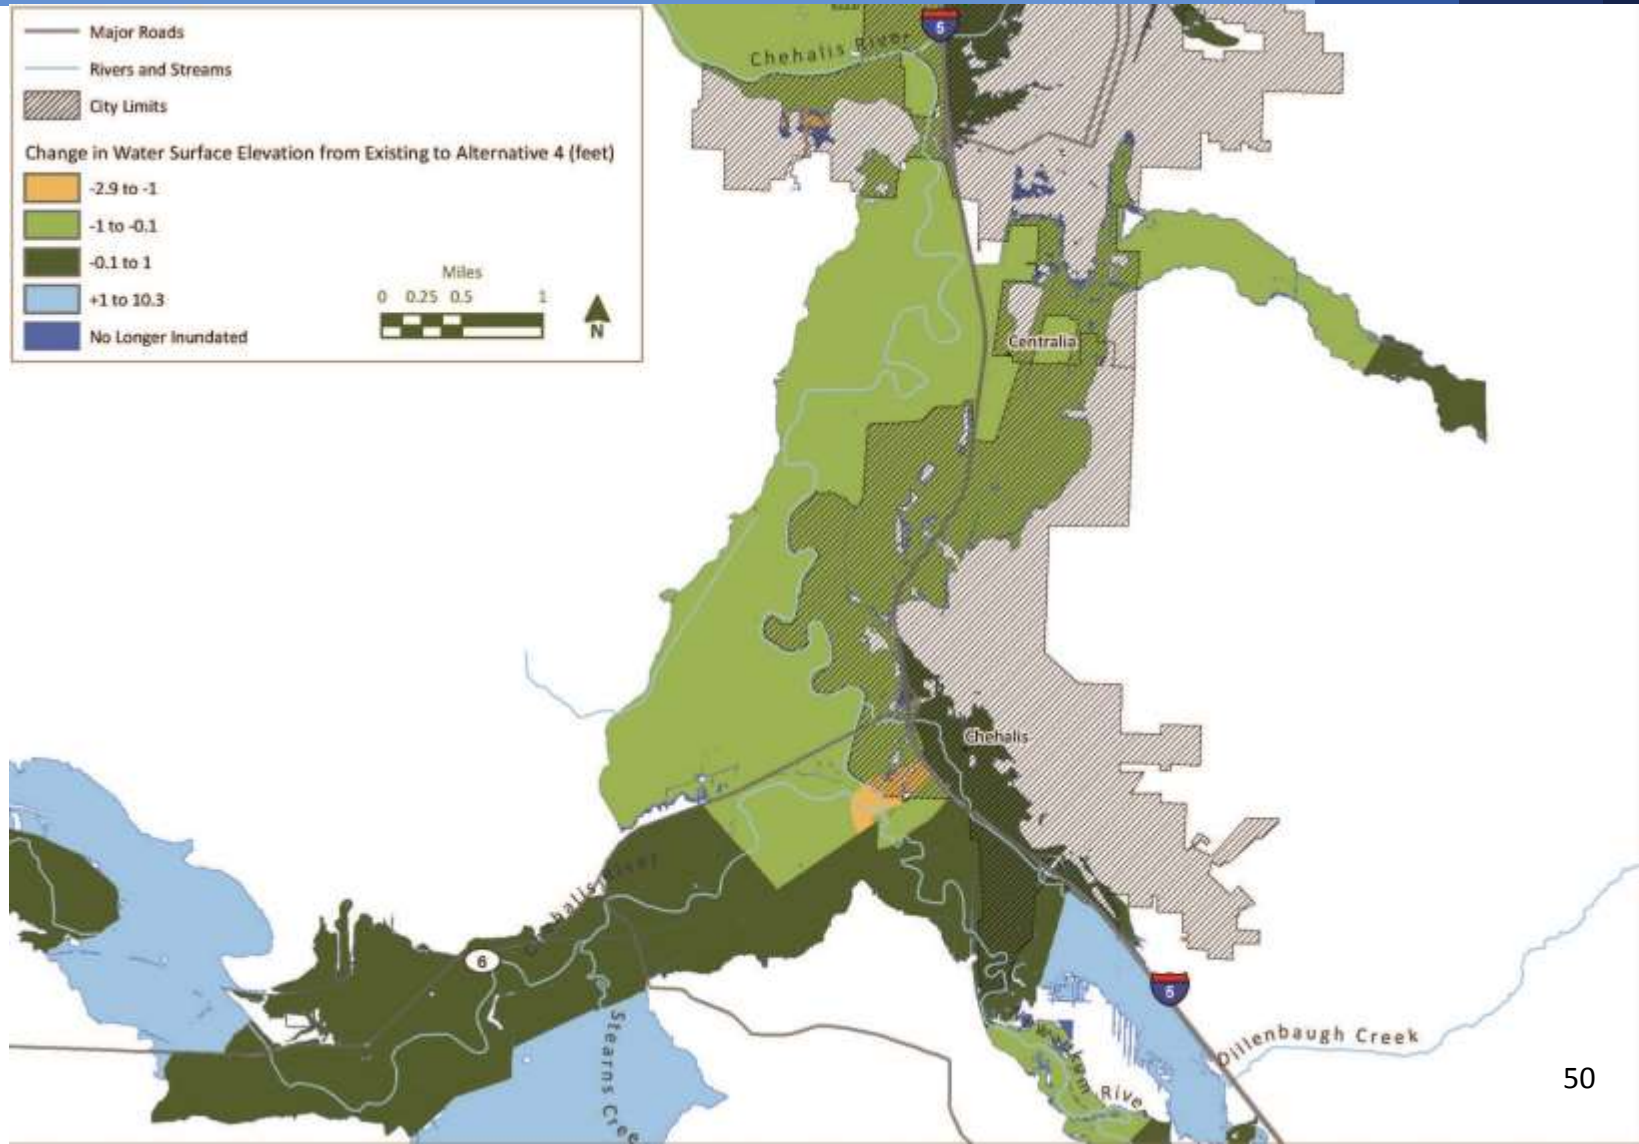 Major Roads
Rivers and Streams
City Limits
Change in Water Surface Elevation from Existing to Alternative 4 (feet)
-2.9 to -1
-1 to -0.1
-0.1 to 1
+1 to 10.3
No Longer Inundated
Miles
0 0.25 0.5 1
N
5
Chehalis River
Centralia
Chehalis
Chehalis River
6
5
Stearns Cree
Dillenbaugh Creek
River
50